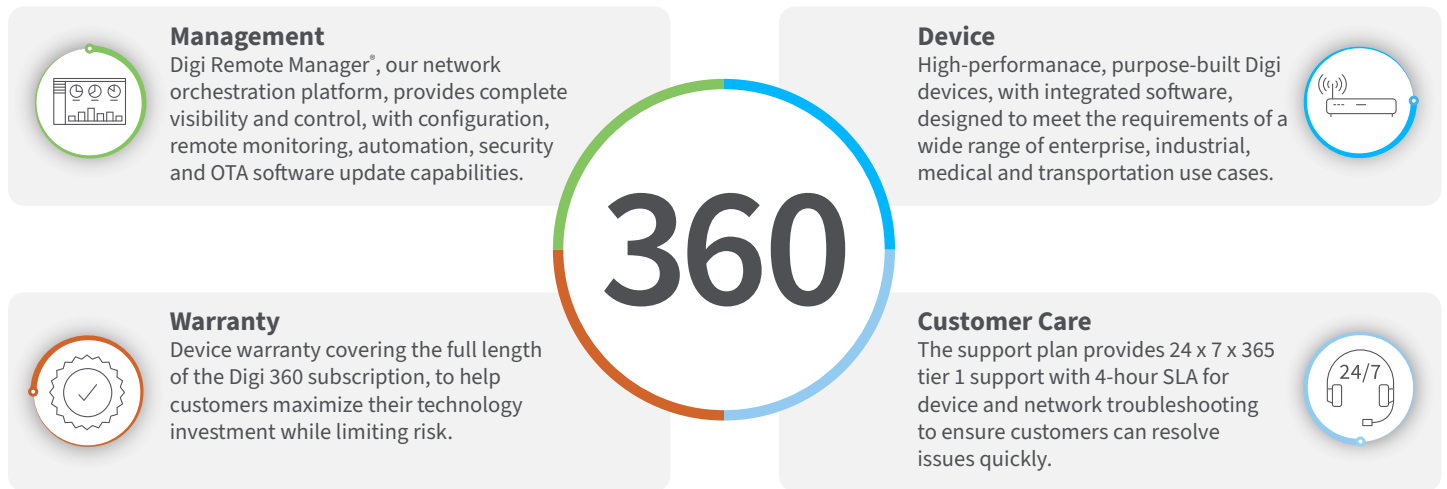 Management
Digi Remote Manager®, our network
orchestration platform, provides complete
visibility and control, with configuration,
remote monitoring, automation, security
and OTA software update capabilities.
Device
High-performanace, purpose-built Digi
devices, with integrated software,
designed to meet the requirements of a
wide range of enterprise, industrial,
medical and transportation use cases.
360
Warranty
Device warranty covering the full length
of the Digi 360 subscription, to help
customers maximize their technology
investment while limiting risk.
Customer Care
The support plan provides 24 x 7 x 365
tier 1 support with 4-hour SLA for
device and network troubleshooting
to ensure customers can resolve
issues quickly.
24/7